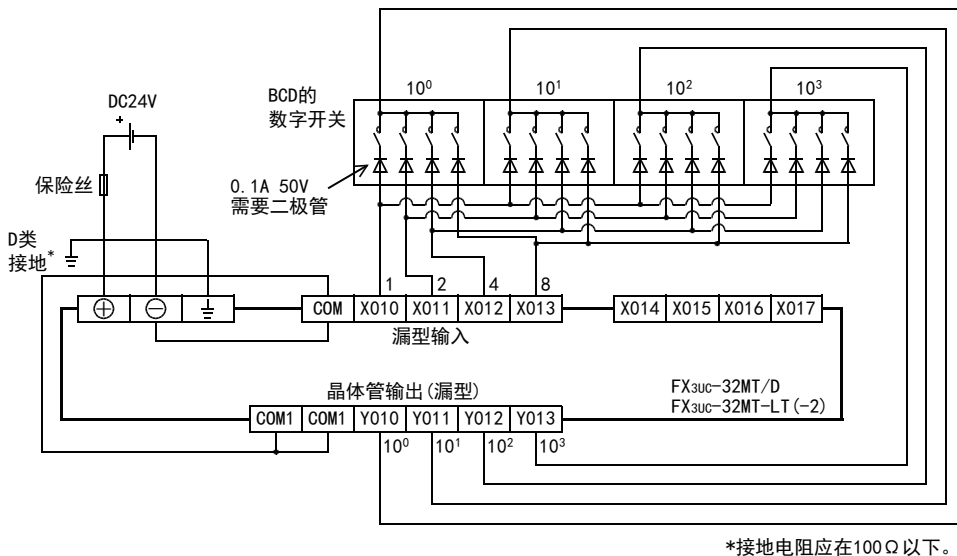 10⁰ 10¹ 10² 10³
BCD的
数字开关
DC24V
+
保险丝
0.1A 50V
需要二极管
D类
接地*
1 2 4 8
COM X010 X011 X012 X013 X014 X015 X016 X017
漏型输入
晶体管输出(漏型)
FX3UC-32MT/D
FX3UC-32MT-LT(-2)
COM1 COM1 Y010 Y011 Y012 Y013
10⁰ 10¹ 10² 10³
*接地电阻应在100Ω以下。